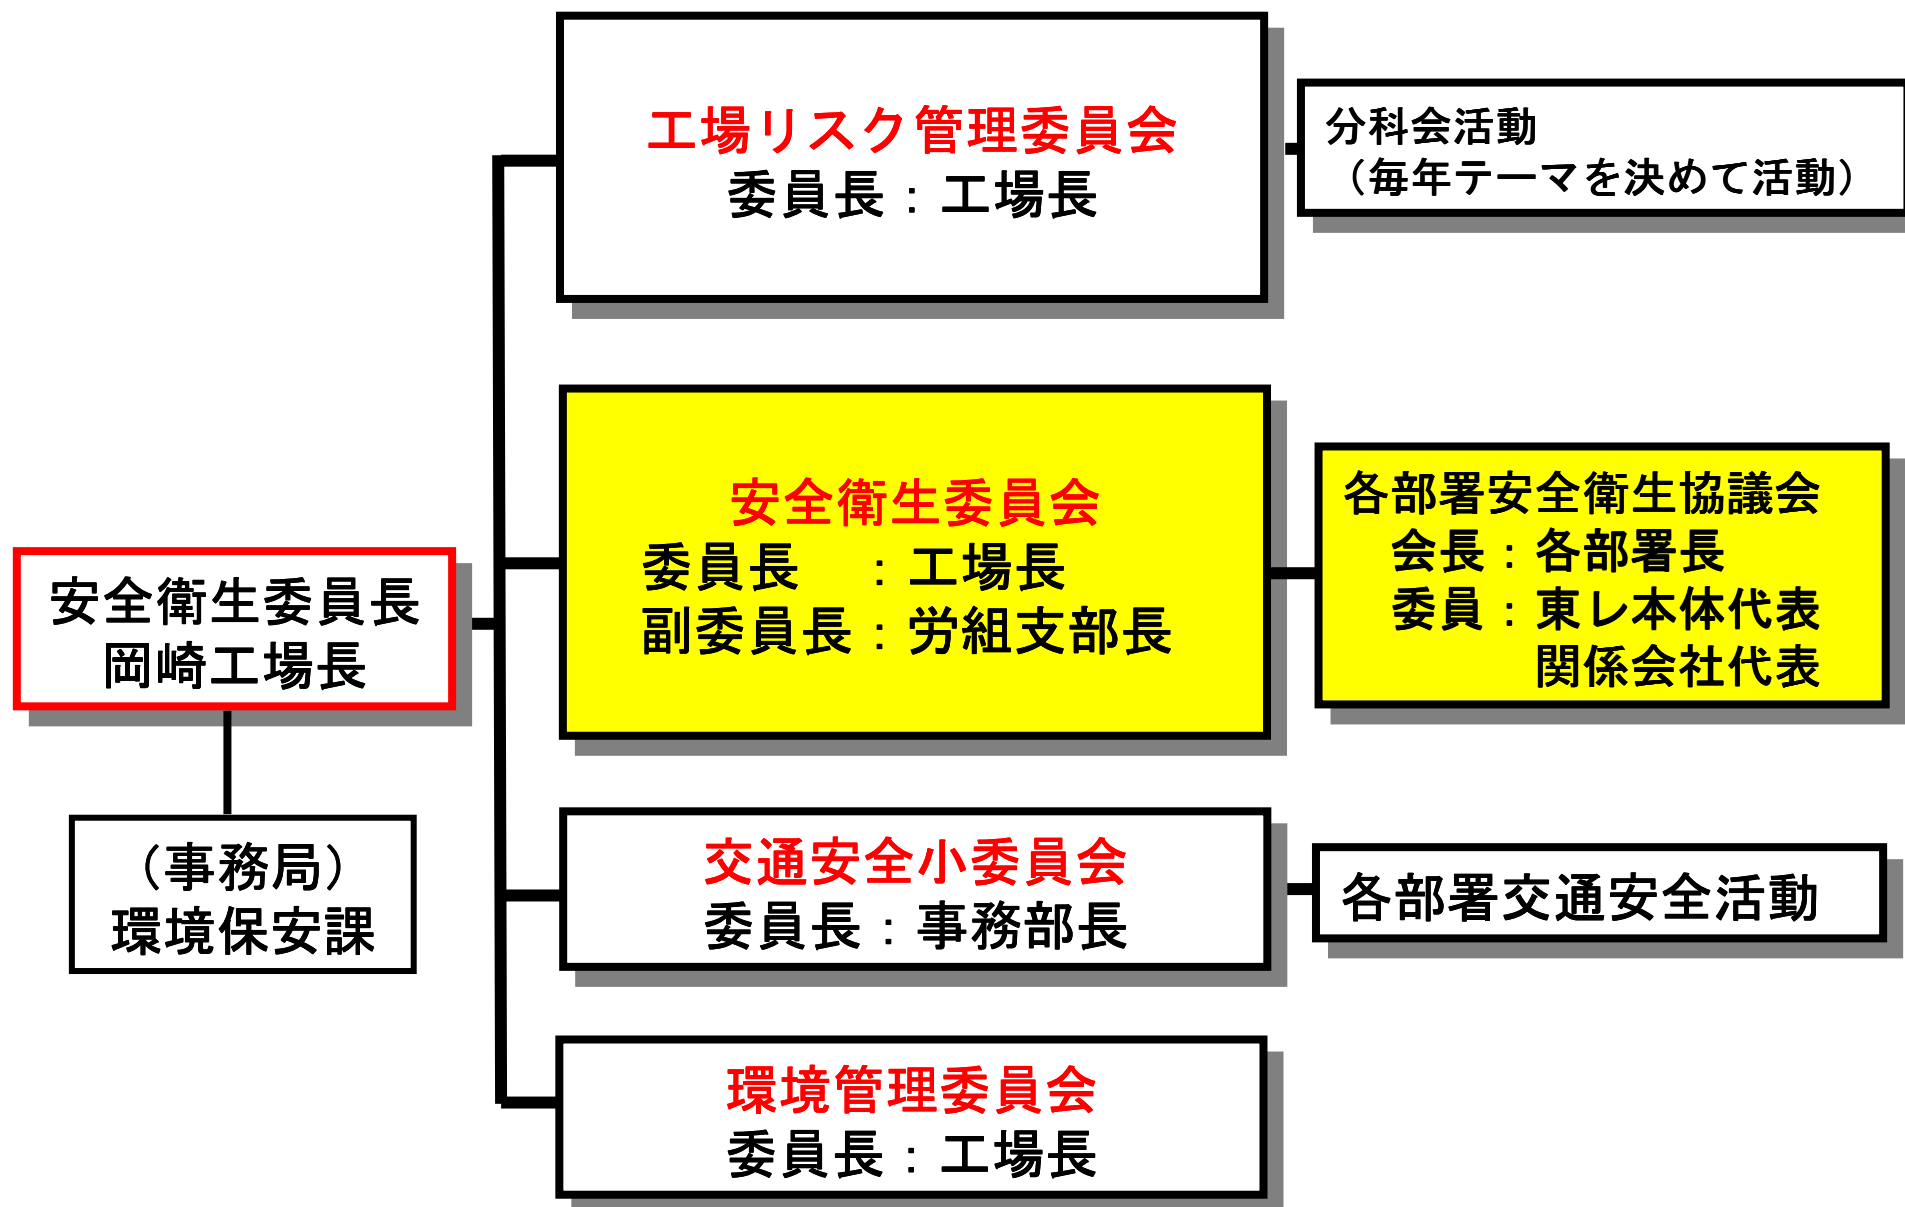 工場リスク管理委員会
委員長：工場長
分科会活動
（毎年テーマを決めて活動）
安全衛生委員会
委員長　：工場長
副委員長：労組支部長
各部署安全衛生協議会
会長：各部署長
委員：東レ本体代表
関係会社代表
安全衛生委員長
岡崎工場長
（事務局）
環境保安課
交通安全小委員会
委員長：事務部長
各部署交通安全活動
環境管理委員会
委員長：工場長